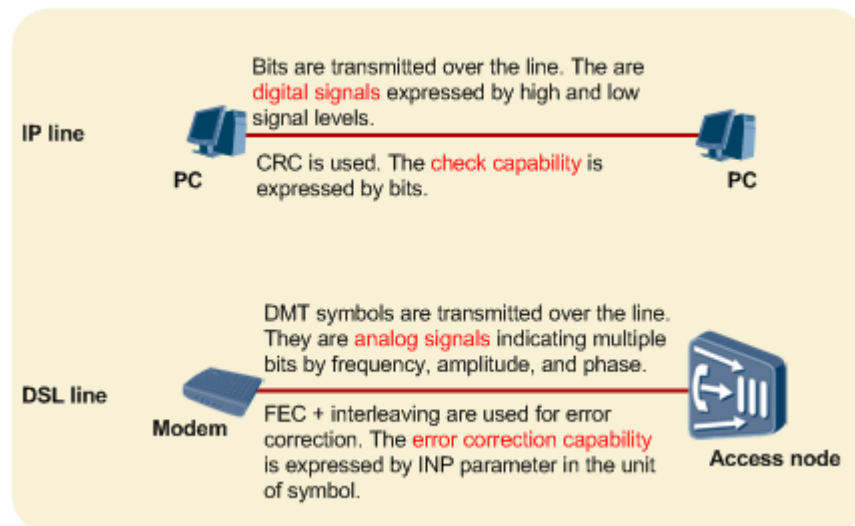 Bits are transmitted over the line. The are
digital signals expressed by high and low
signal levels.
IP line
PC
PC
CRC is used. The check capability is
expressed by bits.
DMT symbols are transmitted over the line.
They are analog signals indicating multiple
bits by frequency, amplitude, and phase.
DSL line
Modem
Access node
FEC + interleaving are used for error
correction. The error correction capability
is expressed by INP parameter in the unit
of symbol.